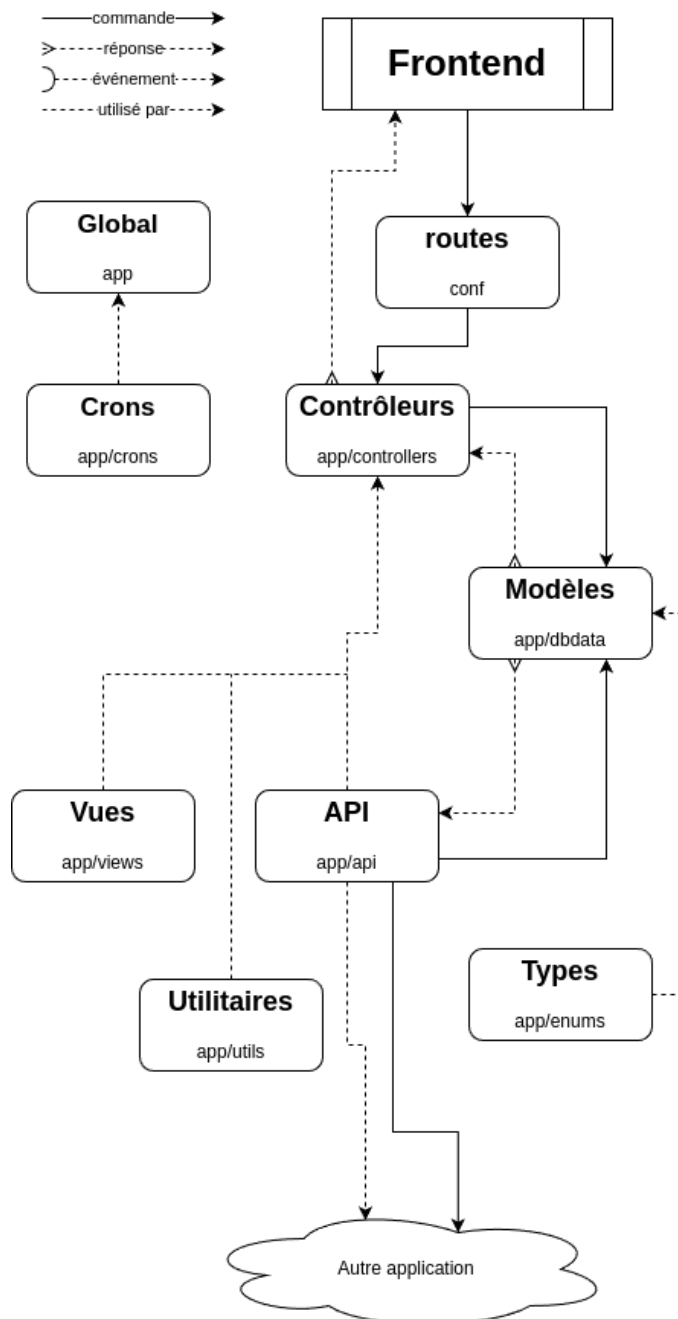 commande
réponse
événement
utilisé par
Frontend
Global
app
routes
conf
Crons
app/crons
Contrôleurs
app/controllers
Modèles
app/dbdata
Vues
app/views
API
app/api
Types
app/enums
Utilitaires
app/utils
Autre application